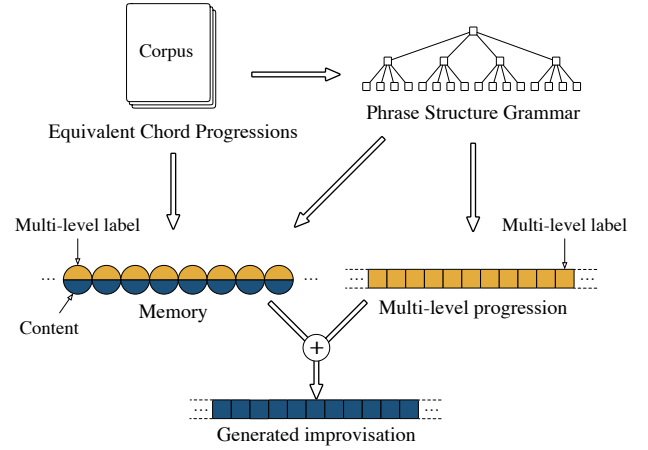 Corpus
Equivalent Chord Progressions
Phrase Structure Grammar
Multi-level label
Multi-level label
...
...
...
...
Memory
Multi-level progression
Content
+
...
...
Generated improvisation